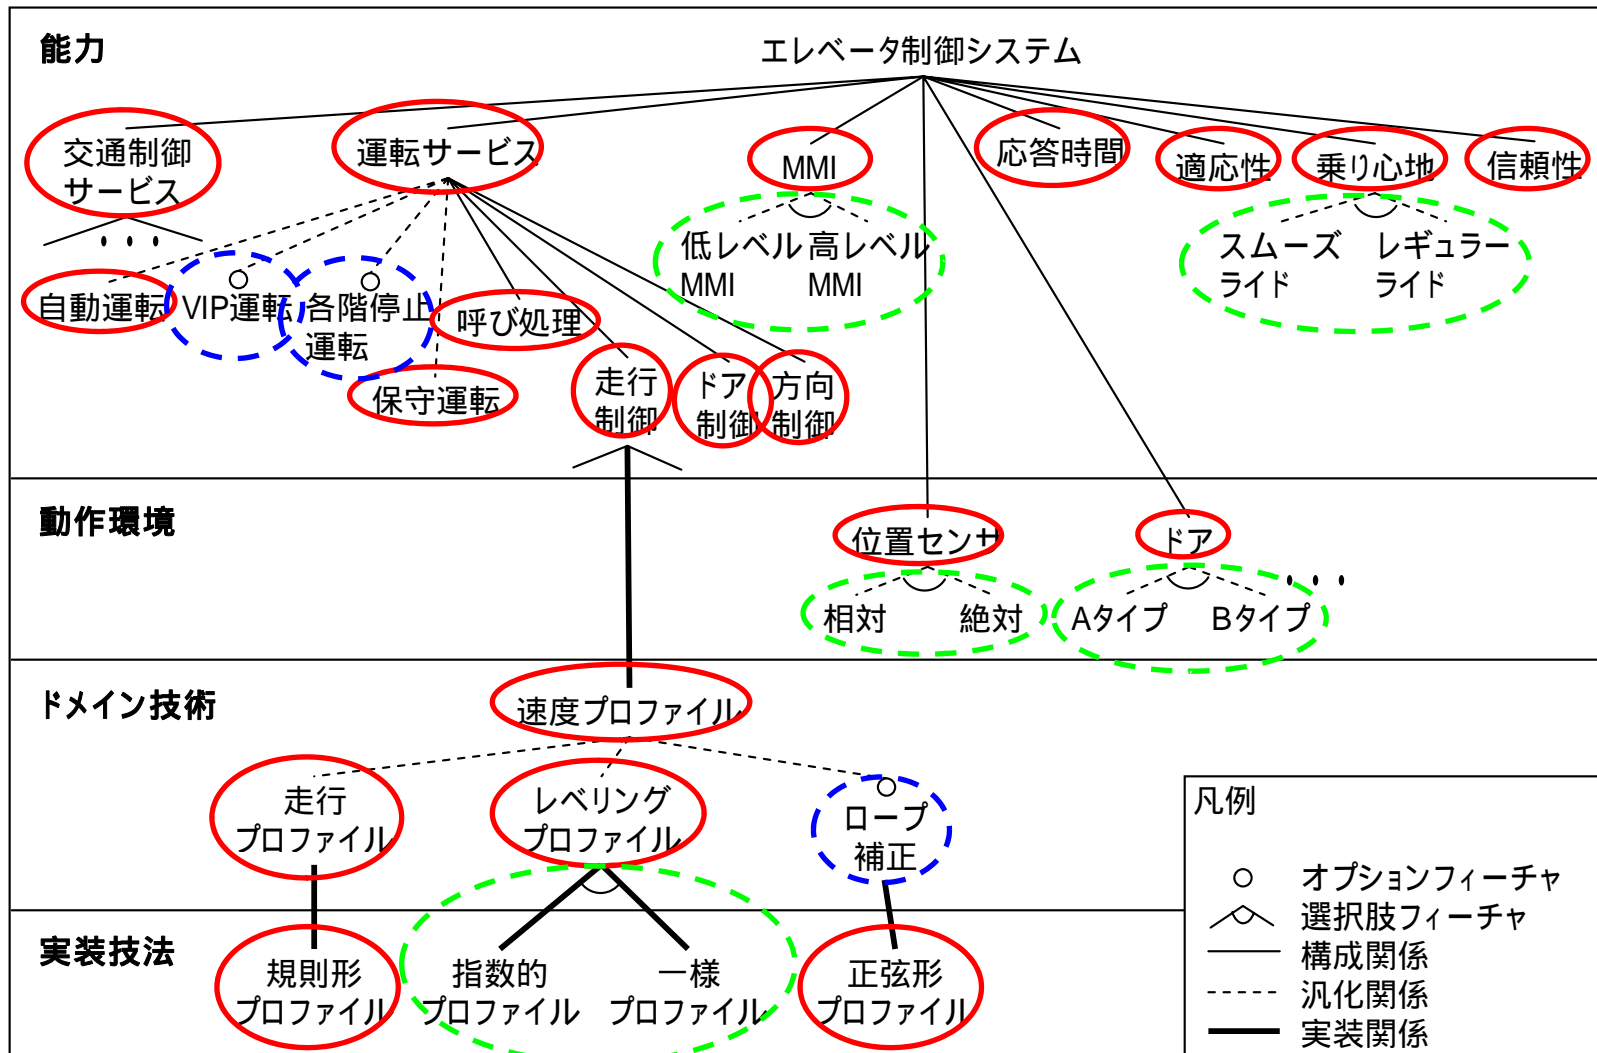 能力
エレベータ制御システム
交通制御
サービス
運転サービス
MMI
応答時間
適応性
乗り心地
信頼性
・・・
低レベル
MMI
高レベル
MMI
スムーズ
ライド
レギュラー
ライド
自動運転
VIP運転
各階停止
運転
呼び処理
保守運転
走行
制御
ドア
制御
方向
制御
動作環境
位置センサ
ドア
相対
絶対
Aタイプ
Bタイプ
・・・
ドメイン技術
速度プロファイル
走行
プロファイル
レベリング
プロファイル
ロープ
補正
実装技法
規則形
プロファイル
指数的
プロファイル
一様
プロファイル
正弦形
プロファイル
凡例
オプションフィーチャ
選択肢フィーチャ
構成関係
汎化関係
実装関係